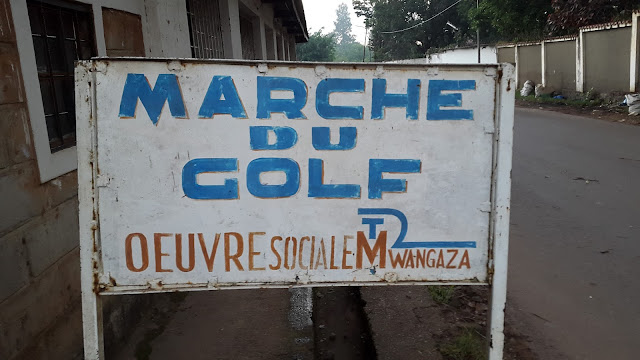 MARCHE
DU
GOLF
OEUVRE SOCIALE MWANGAZA